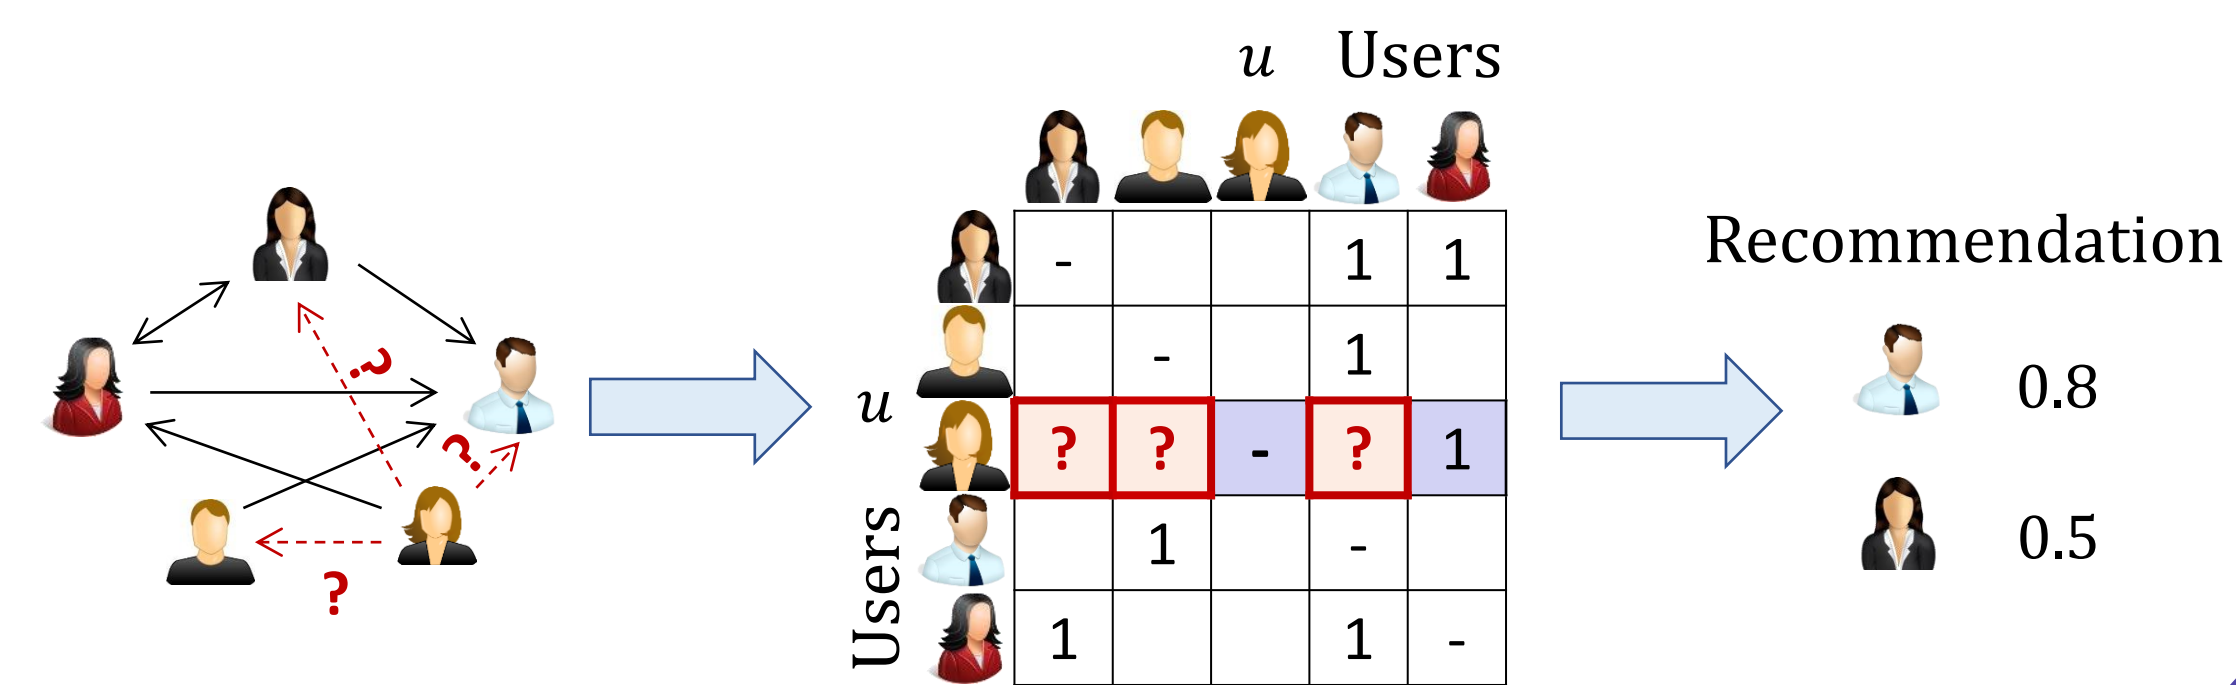 u Users
- 1 1
- 1
u ? ? - ? 1
1 -
1 1 -
Users
? ? ?
Recommendation
0.8
0.5